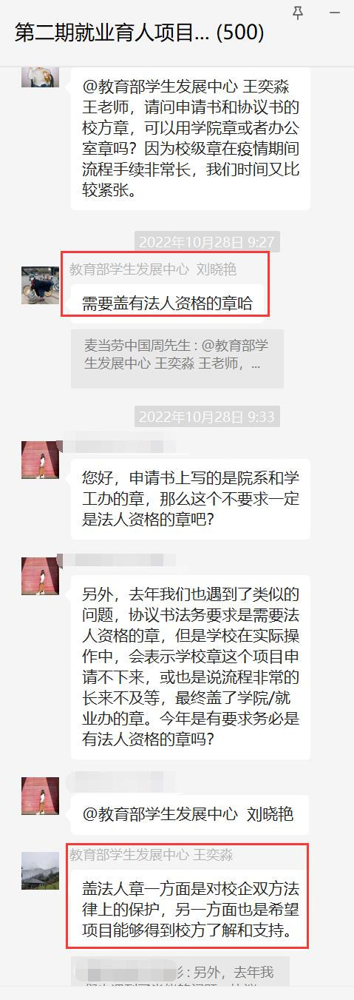 第二期就业育人项目... (500)
@教育部学生发展中心 王奕淼
王老师，请问申请书和协议书的
校方章，可以用学院章或者办公
室章吗？因为校级章在疫情期间
流程手续非常长，我们时间又比
较紧张。
2022年10月28日 9:27
教育部学生发展中心 刘晓艳
需要盖有法人资格的章哈
麦当劳中国周先生 : @教育部学
生发展中心 王奕淼 王老师，...
2022年10月28日 9:33
您好，申请书上写的是院系和学
工办的章，那么这个不要求一定
是法人资格的章吧？
另外，去年我们也遇到了类似的
问题，协议书法务要求是需要法
人资格的章，但是学校在实际操
作中，会表示学校章这个项目申
请不下来，或也是说流程非常的
长来不及等，最终盖了学院/就
业办的章。今年是有要求务必是
有法人资格的章吗？
@教育部学生发展中心 刘晓艳
教育部学生发展中心 王奕淼
盖法人章一方面是对校企双方法
律上的保护，另一方面也是希望
项目能够得到校方了解和支持。
: 另外，去年我